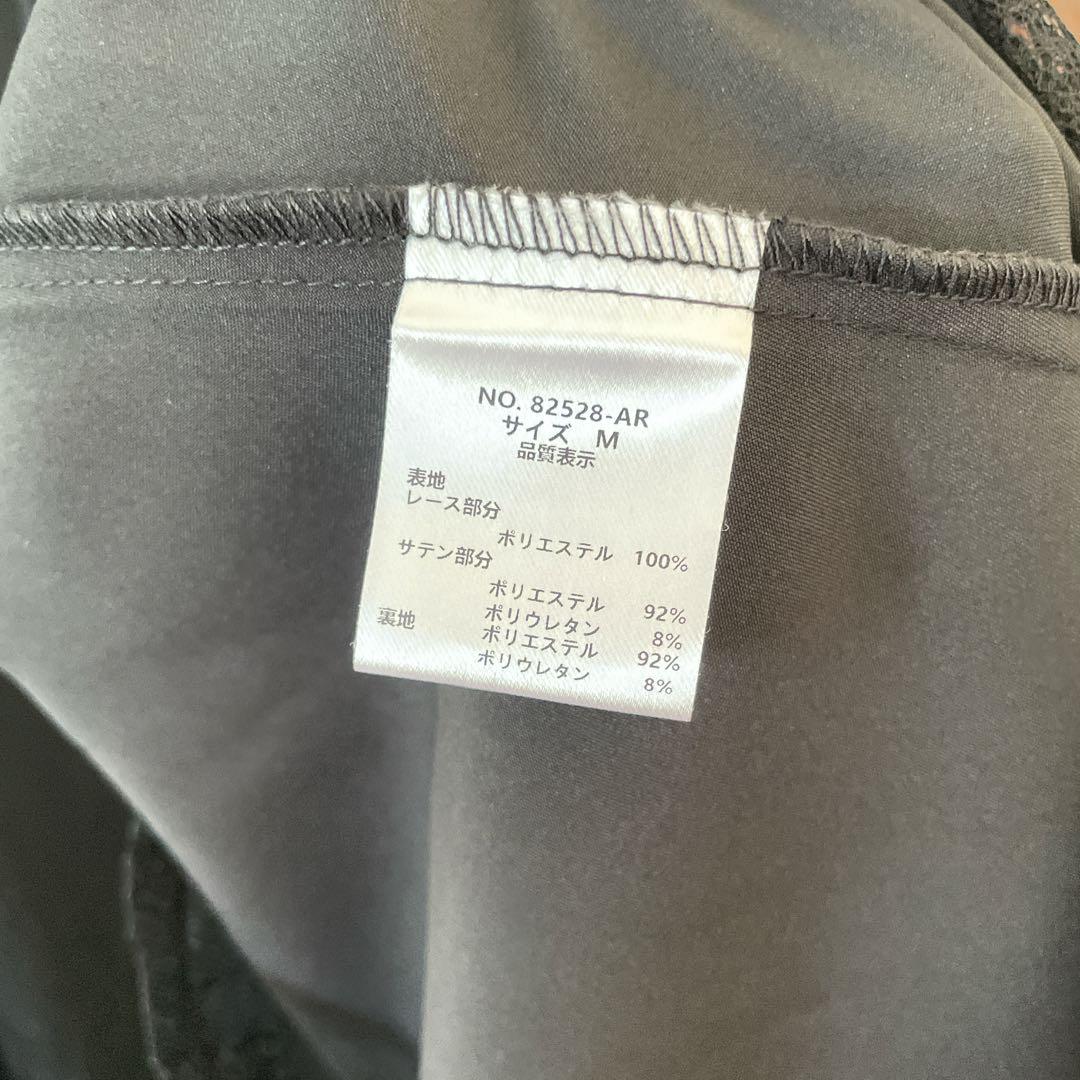 NO. 82528-AR
サイズ M
品質表示
表地
レース部分
ポリエステル 100%
サテン部分
ポリエステル 92%
ポリウレタン 8%
裏地 ポリエステル 92%
ポリウレタン 8%